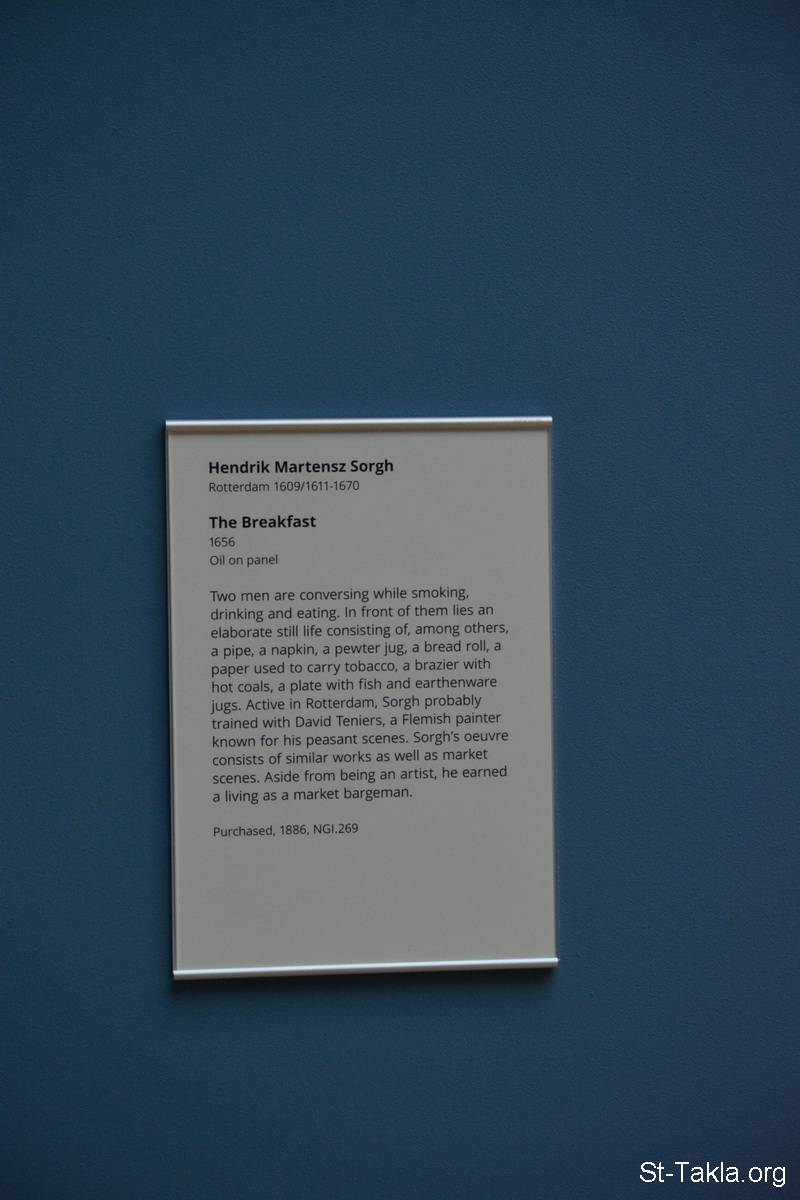 Hendrik Martensz Sorgh
Rotterdam 1609/1611-1670
The Breakfast
1656
Oil on panel
Two men are conversing while smoking,
drinking and eating. In front of them lies an
elaborate still life consisting of, among others,
a pipe, a napkin, a pewter jug, a bread roll, a
paper used to carry tobacco, a brazier with
hot coals, a plate with fish and earthenware
jugs. Active in Rotterdam, Sorgh probably
trained with David Teniers, a Flemish painter
known for his peasant scenes. Sorgh's oeuvre
consists of similar works as well as market
scenes. Aside from being an artist, he earned
a living as a market bargeman.
Purchased, 1886, NGI.269
St-Takla.org